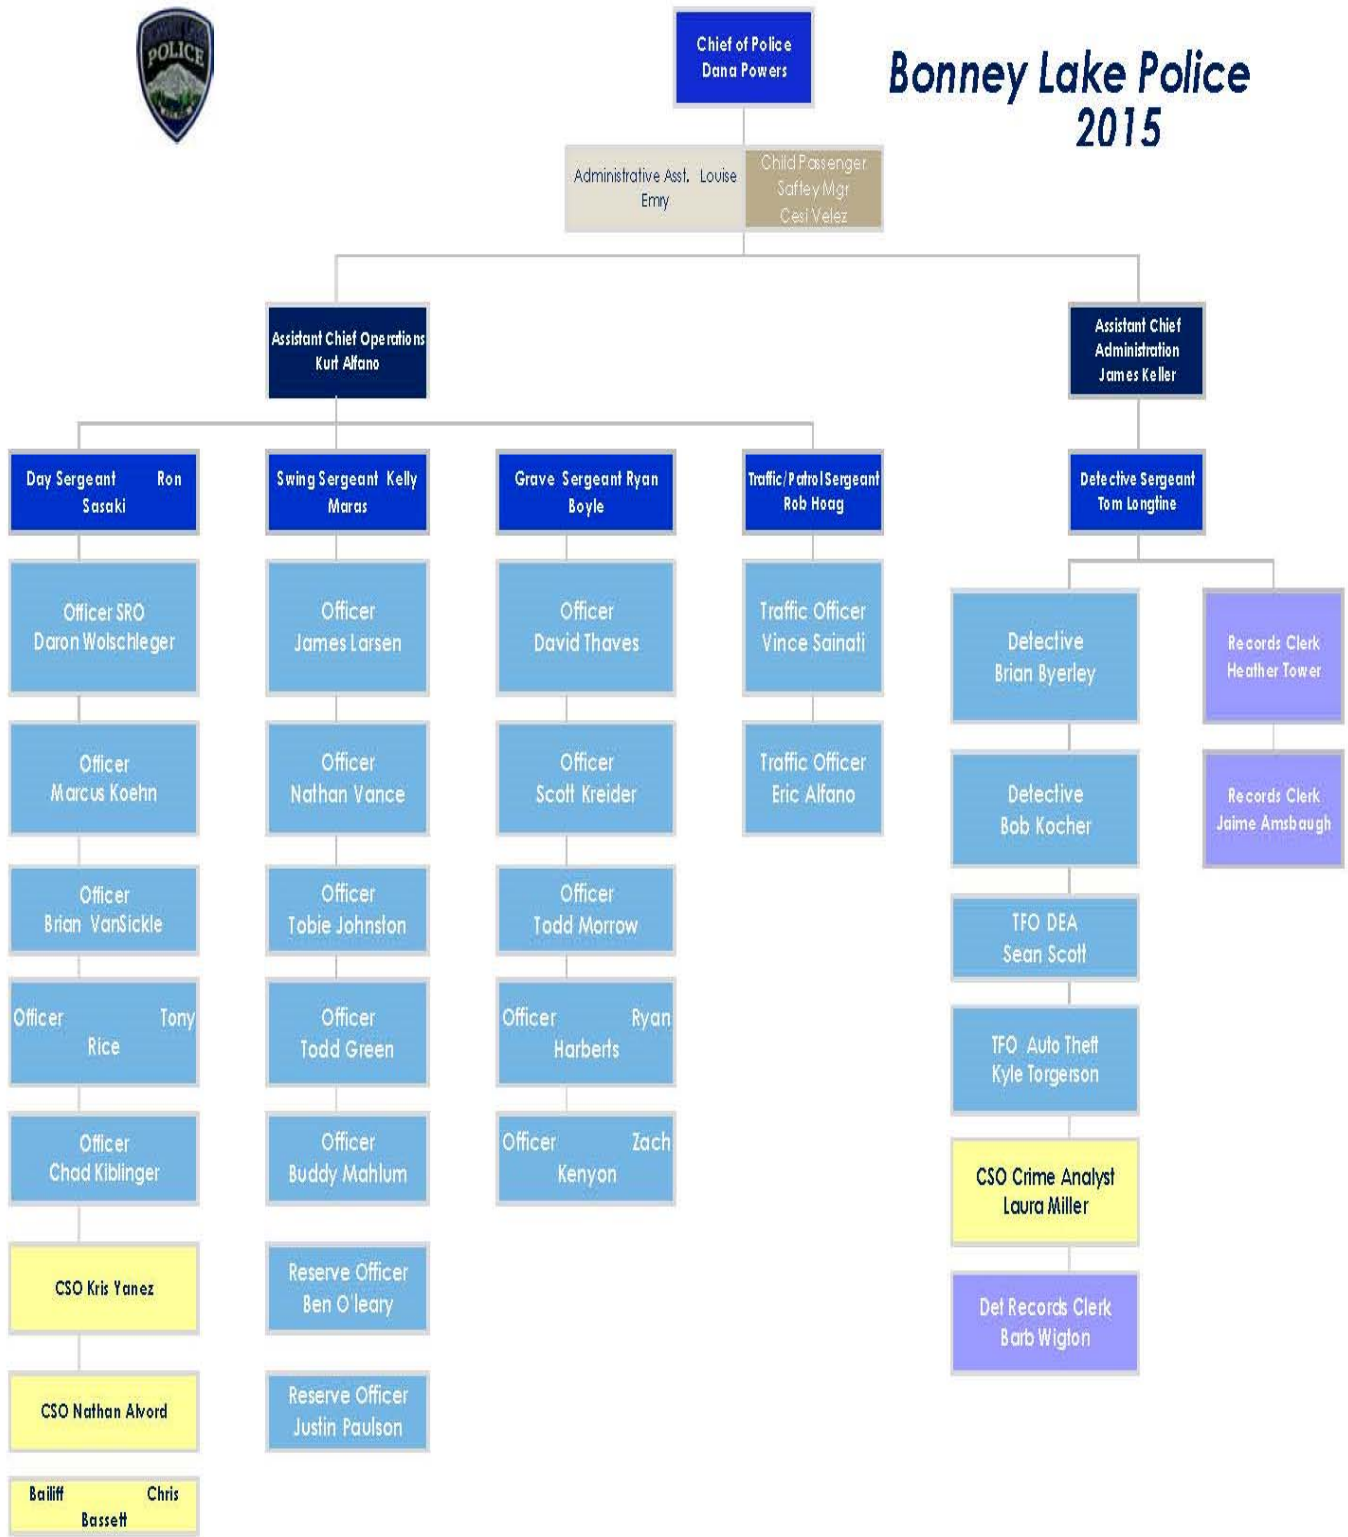 POLICE
Chief of Police
Dana Powers
Bonney Lake Police
2015
Administrative Asst. Louise
Emry
Child Passenger
Saftey Mgr
Cesi Velez
Assistant Chief Operations
Kurt Alfano
Assistant Chief
Administration
James Keller
Day Sergeant Ron
Sasaki
Swing Sergeant Kelly
Maras
Grave Sergeant Ryan
Boyle
Traffic/Patrol Sergeant
Rob Hoag
Detective Sergeant
Tom Longtine
Officer SRO
Daron Wolschleger
Officer
Marcus Koehn
Officer
Brian VanSickle
Officer Tony
Rice
Officer
Chad Kiblinger
CSO Kris Yanez
CSO Nathan Alvord
Bailiff Chris
Bassett
Officer
James Larsen
Officer
Nathan Vance
Officer
Tobie Johnston
Officer
Todd Green
Officer
Buddy Mahlum
Reserve Officer
Ben O'leary
Reserve Officer
Justin Paulson
Officer
David Thaves
Officer
Scott Kreider
Officer
Todd Morrow
Officer Ryan
Harberts
Officer Zach
Kenyon
Traffic Officer
Vince Sainati
Traffic Officer
Eric Alfano
Detective
Brian Byerley
Detective
Bob Kocher
TFO DEA
Sean Scott
TFO Auto Theft
Kyle Torgerson
CSO Crime Analyst
Laura Miller
Det Records Clerk
Barb Wigton
Records Clerk
Heather Tower
Records Clerk
Jaime Amsbaugh